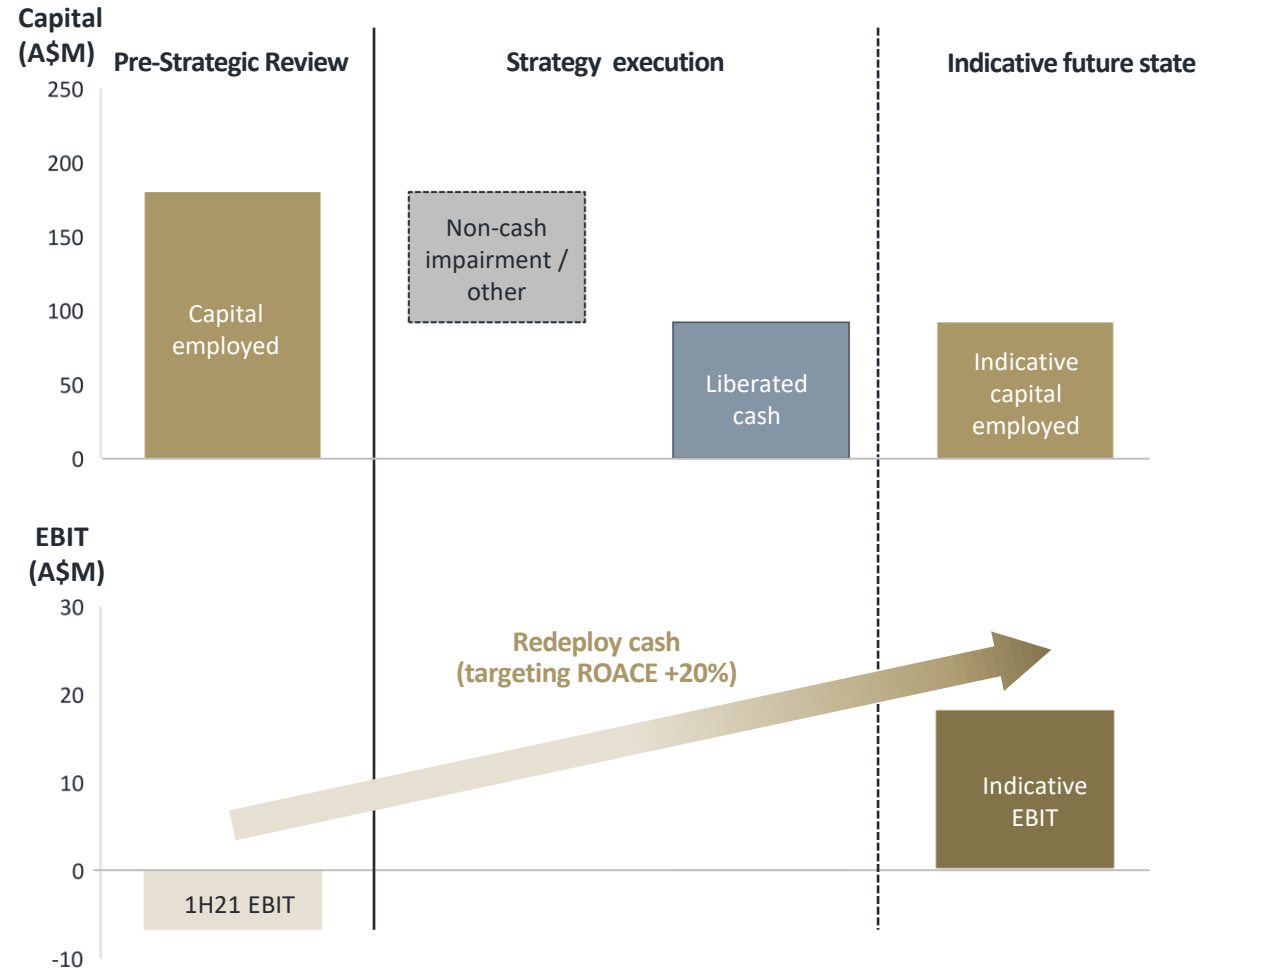 Capital
(A$M)
Pre-Strategic Review
Strategy execution
Indicative future state
250
200
150
100
50
0
Capital
employed
Non-cash
impairment /
other
Liberated
cash
Indicative
capital
employed
EBIT
(A$M)
30
20
10
0
-10
Redeploy cash
(targeting ROACE +20%)
1H21 EBIT
Indicative
EBIT